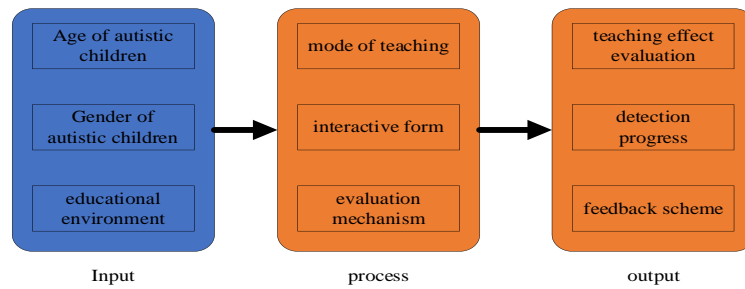 Age of autistic
children
Gender of
autistic children
educational
environment
Input
mode of teaching
interactive form
evaluation
mechanism
process
teaching effect
evaluation
detection
progress
feedback scheme
output